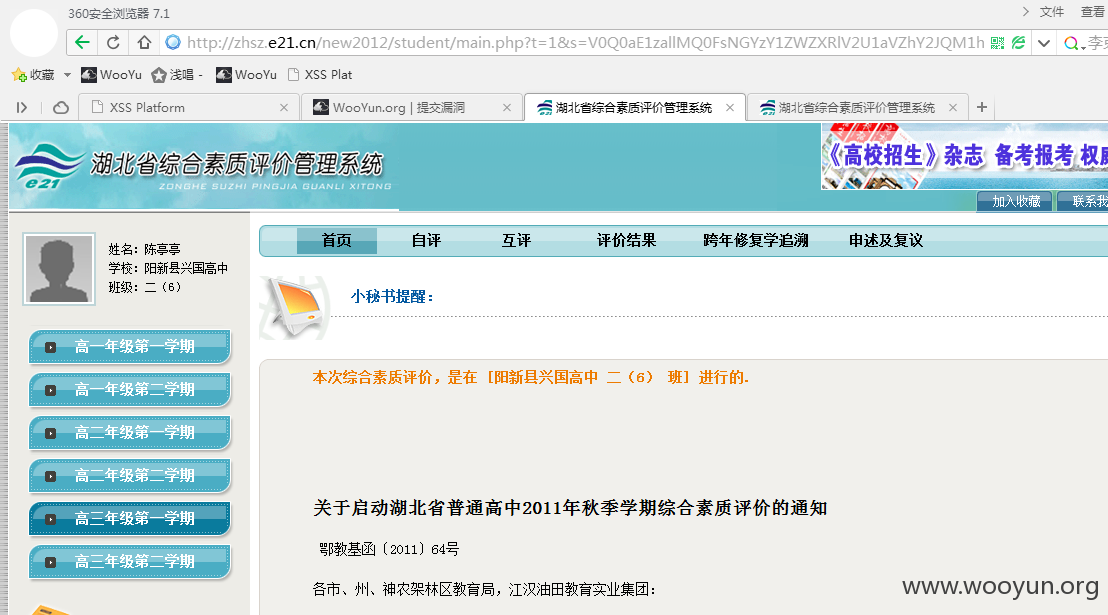 360安全浏览器 7.1
文件 查看
http://zhsz.e21.cn/new2012/student/main.php?t=1&s=V0Q0aE1zallMQ0FsNGYzY1ZWZXRlV2U1aVZhY2JQM1h
收藏 WooYu 浅唱 - WooYu XSS Plat
XSS Platform WooYun.org | 提交漏洞 湖北省综合素质评价管理系统 湖北省综合素质评价管理系统
e21 湖北省综合素质评价管理系统
ZONGHE SUZHI PINGJIA GUANLI XITONG
《高校招生》杂志 备考报考 权威
加入收藏 联系我
姓名: 陈亭亭
学校: 阳新县兴国高中
班级: 二（6）
首页 自评 互评 评价结果 跨年修复学追溯 申述及复议
小秘书提醒：
高一年级第一学期
高一年级第二学期
高二年级第一学期
高二年级第二学期
高三年级第一学期
高三年级第二学期
本次综合素质评价，是在［阳新县兴国高中 二（6） 班］进行的.
关于启动湖北省普通高中2011年秋季学期综合素质评价的通知
鄂教基函〔2011〕64号
各市、州、神农架林区教育局，江汉油田教育实业集团：
www.wooyun.org